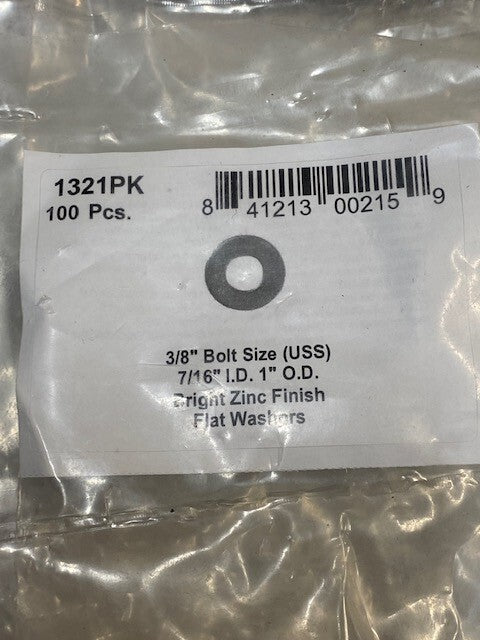 1321PK
100 Pcs.
8 41213 00215 9
3/8" Bolt Size (USS)
7/16" I.D. 1" O.D.
Bright Zinc Finish
Flat Washers